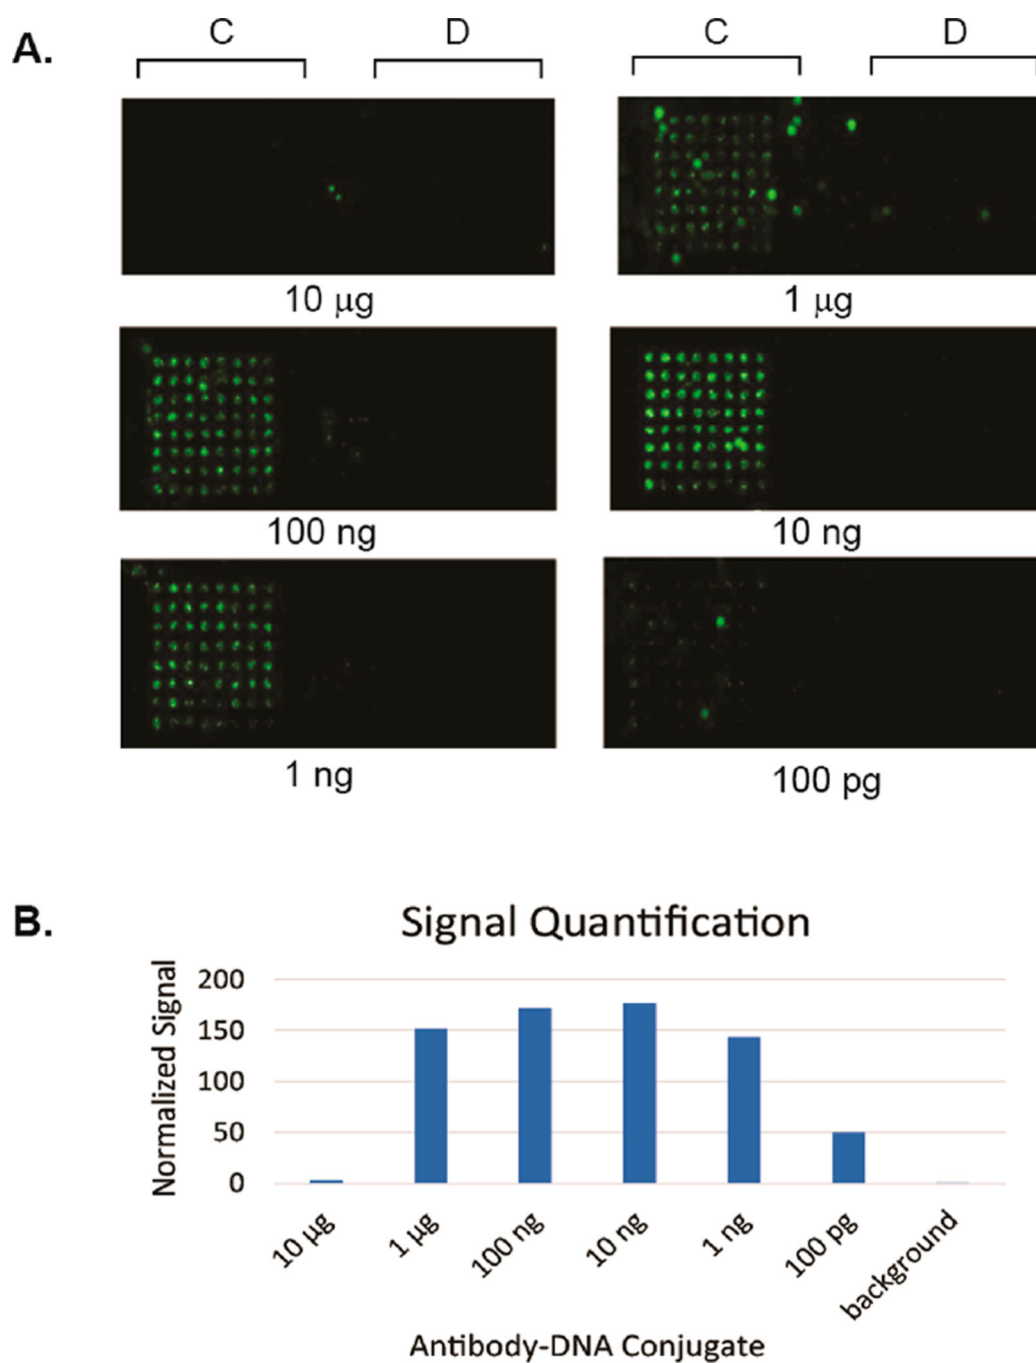 A.
C D C D
10 μg 1 μg
100 ng 10 ng
1 ng 100 pg
B.
Signal Quantification
Normalized Signal
200
150
100
50
0
10 μg 1 μg 100 ng 10 ng 1 ng 100 pg background
Antibody-DNA Conjugate